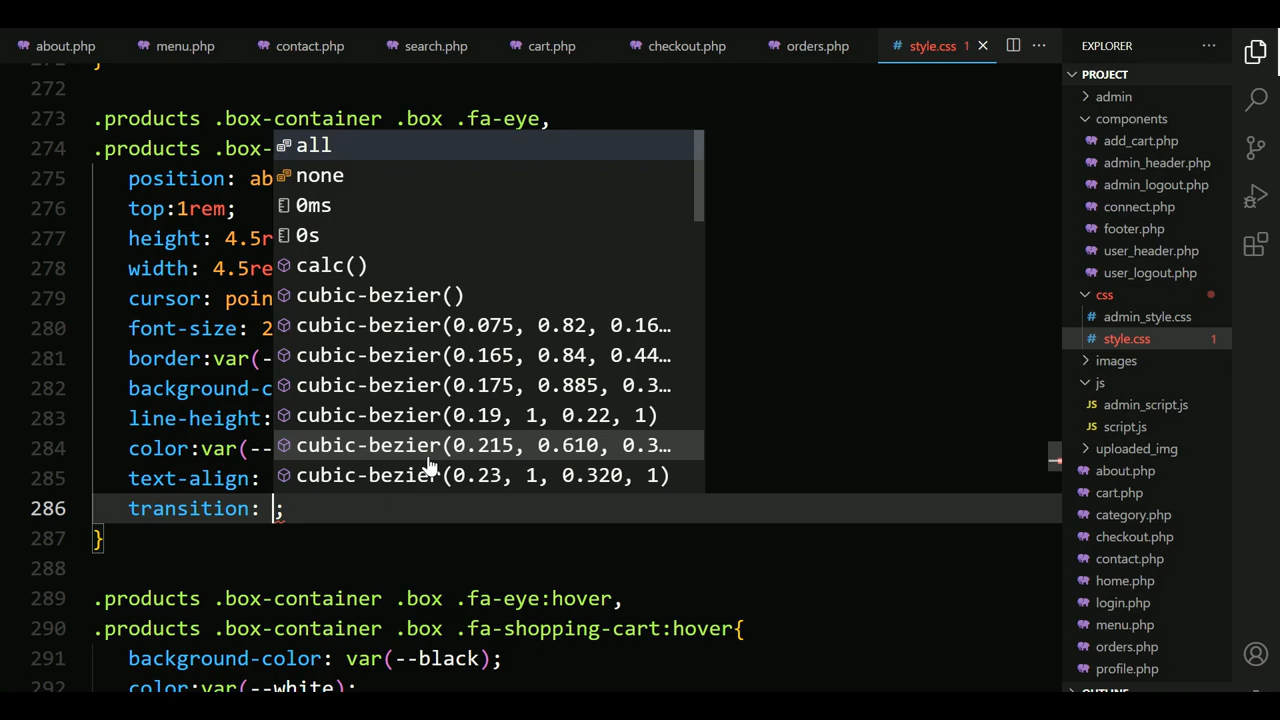 about.php menu.php contact.php search.php cart.php checkout.php orders.php # style.css 1
272 }
273 .products .box-container .box .fa-eye,
274 .products .box-
275 position: ab
276 top:1rem;
277 height: 4.5r
278 width: 4.5re
279 cursor: poin
280 font-size: 2
281 border:var(-
282 background-c
283 line-height:
284 color:var(--
285 text-align:
286 transition: ;
287 }
288
289 .products .box-container .box .fa-eye:hover,
290 .products .box-container .box .fa-shopping-cart:hover{
291 background-color: var(--black);
292 color:var(--white);
all
none
0ms
0s
calc()
cubic-bezier()
cubic-bezier(0.075, 0.82, 0.16…
cubic-bezier(0.165, 0.84, 0.44…
cubic-bezier(0.175, 0.885, 0.3…
cubic-bezier(0.19, 1, 0.22, 1)
cubic-bezier(0.215, 0.610, 0.3…
cubic-bezier(0.23, 1, 0.320, 1)
EXPLORER
PROJECT
admin
components
add_cart.php
admin_header.php
admin_logout.php
connect.php
footer.php
user_header.php
user_logout.php
css
# admin_style.css
# style.css 1
images
js
JS admin_script.js
JS script.js
uploaded_img
about.php
cart.php
category.php
checkout.php
contact.php
home.php
login.php
menu.php
orders.php
profile.php
OUTLINE